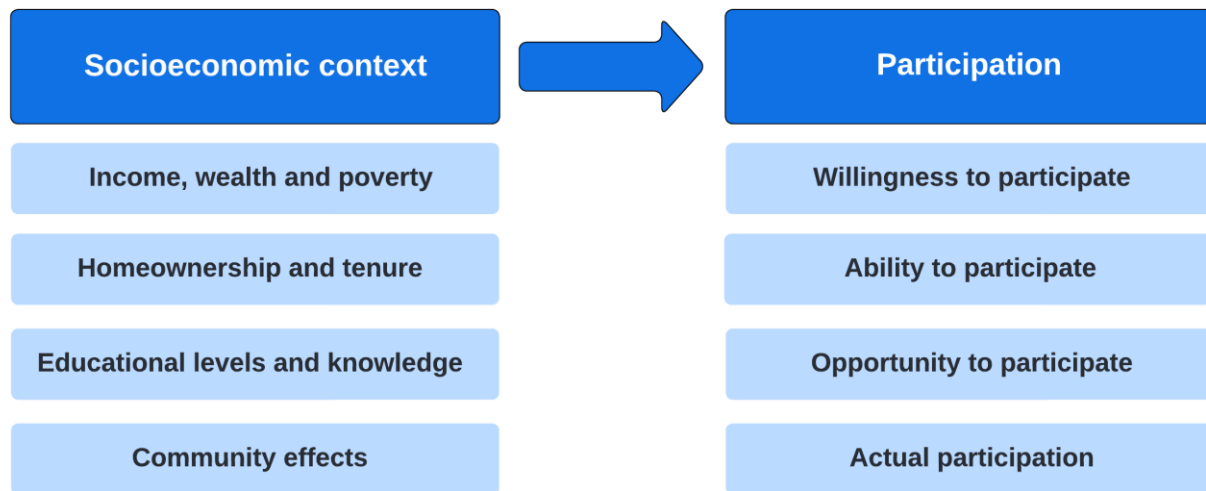 Socioeconomic context
Participation
Income, wealth and poverty
Willingness to participate
Homeownership and tenure
Ability to participate
Educational levels and knowledge
Opportunity to participate
Community effects
Actual participation